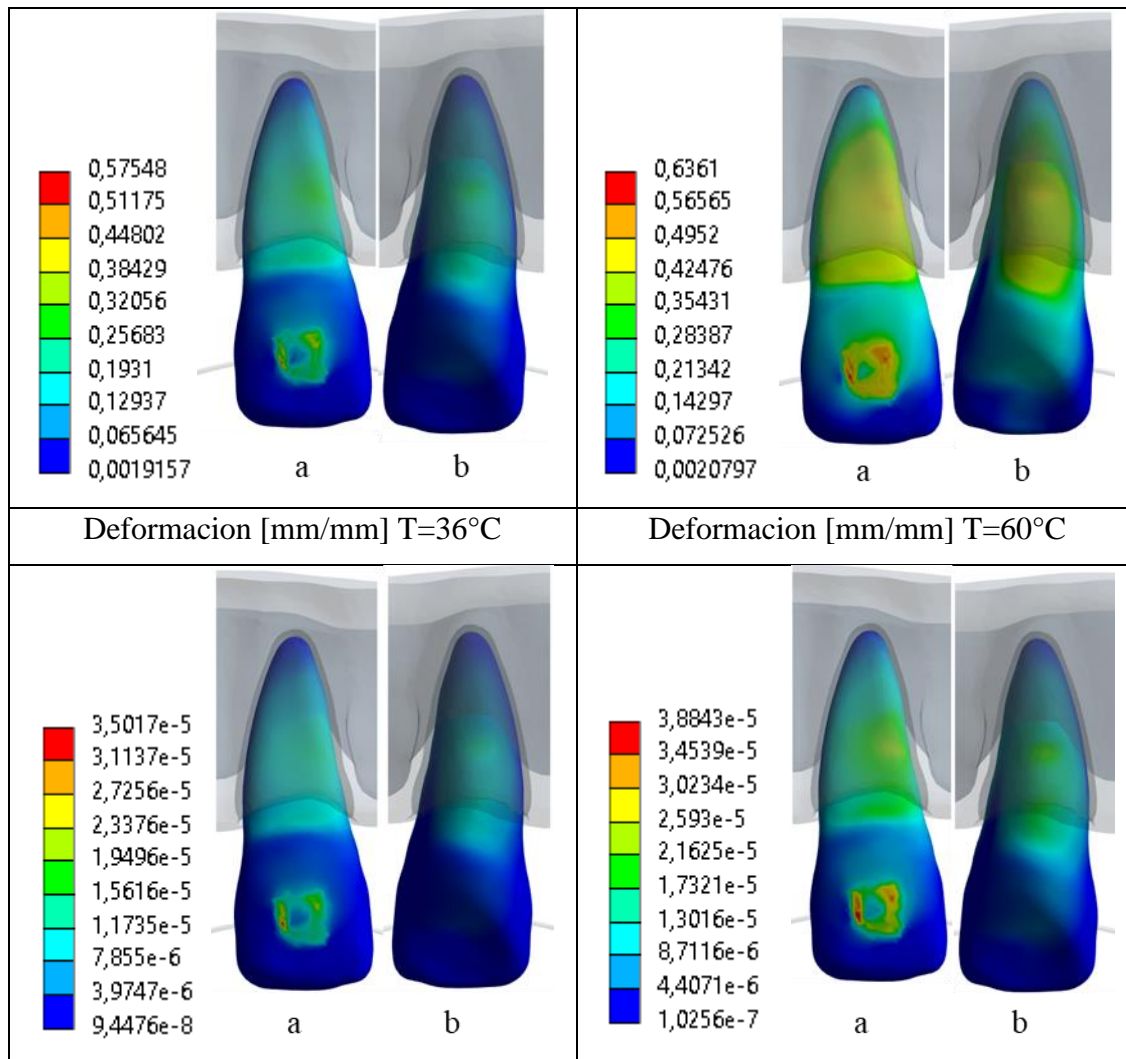 0,57548
0,51175
0,44802
0,38429
0,32056
0,25683
0,1931
0,12937
0,065645
0,0019157
a
b
0,6361
0,56565
0,4952
0,42476
0,35431
0,28387
0,21342
0,14297
0,072526
0,0020797
a
b
Deformacion [mm/mm] T=36°C
Deformacion [mm/mm] T=60°C
3,5017e-5
3,1137e-5
2,7256e-5
2,3376e-5
1,9496e-5
1,5616e-5
1,1735e-5
7,855e-6
3,9747e-6
9,4476e-8
a
b
3,8843e-5
3,4539e-5
3,0234e-5
2,593e-5
2,1625e-5
1,7321e-5
1,3016e-5
8,7116e-6
4,4071e-6
1,0256e-7
a
b